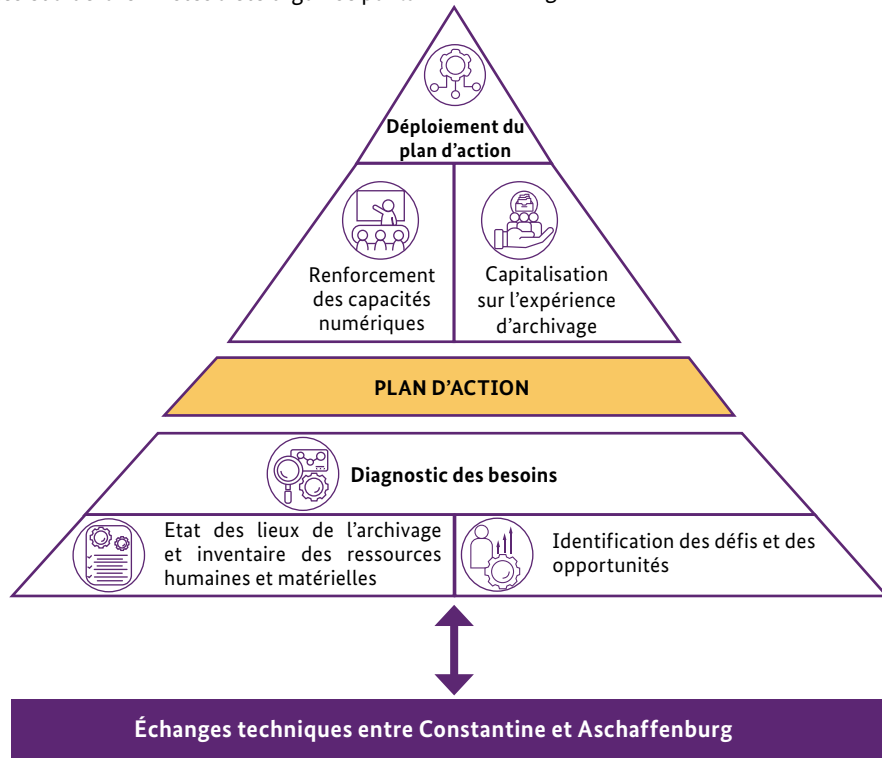 Déploiement du
plan d'action
Renforcement
des capacités
numériques
Capitalisation
sur l'expérience
d'archivage
PLAN D'ACTION
Diagnostic des besoins
Etat des lieux de l'archivage
et inventaire des ressources
humaines et matérielles
Identification des défis et des
opportunités
Échanges techniques entre Constantine et Aschaffenburg